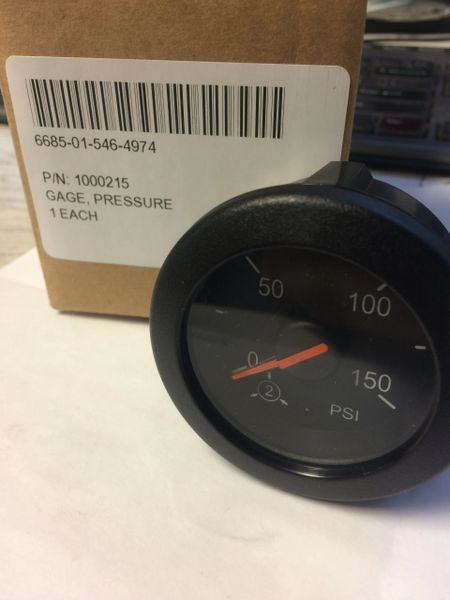 6685-01-546-4974
P/N: 1000215
GAGE, PRESSURE
1 EACH
50
100
0
150
2
PSI